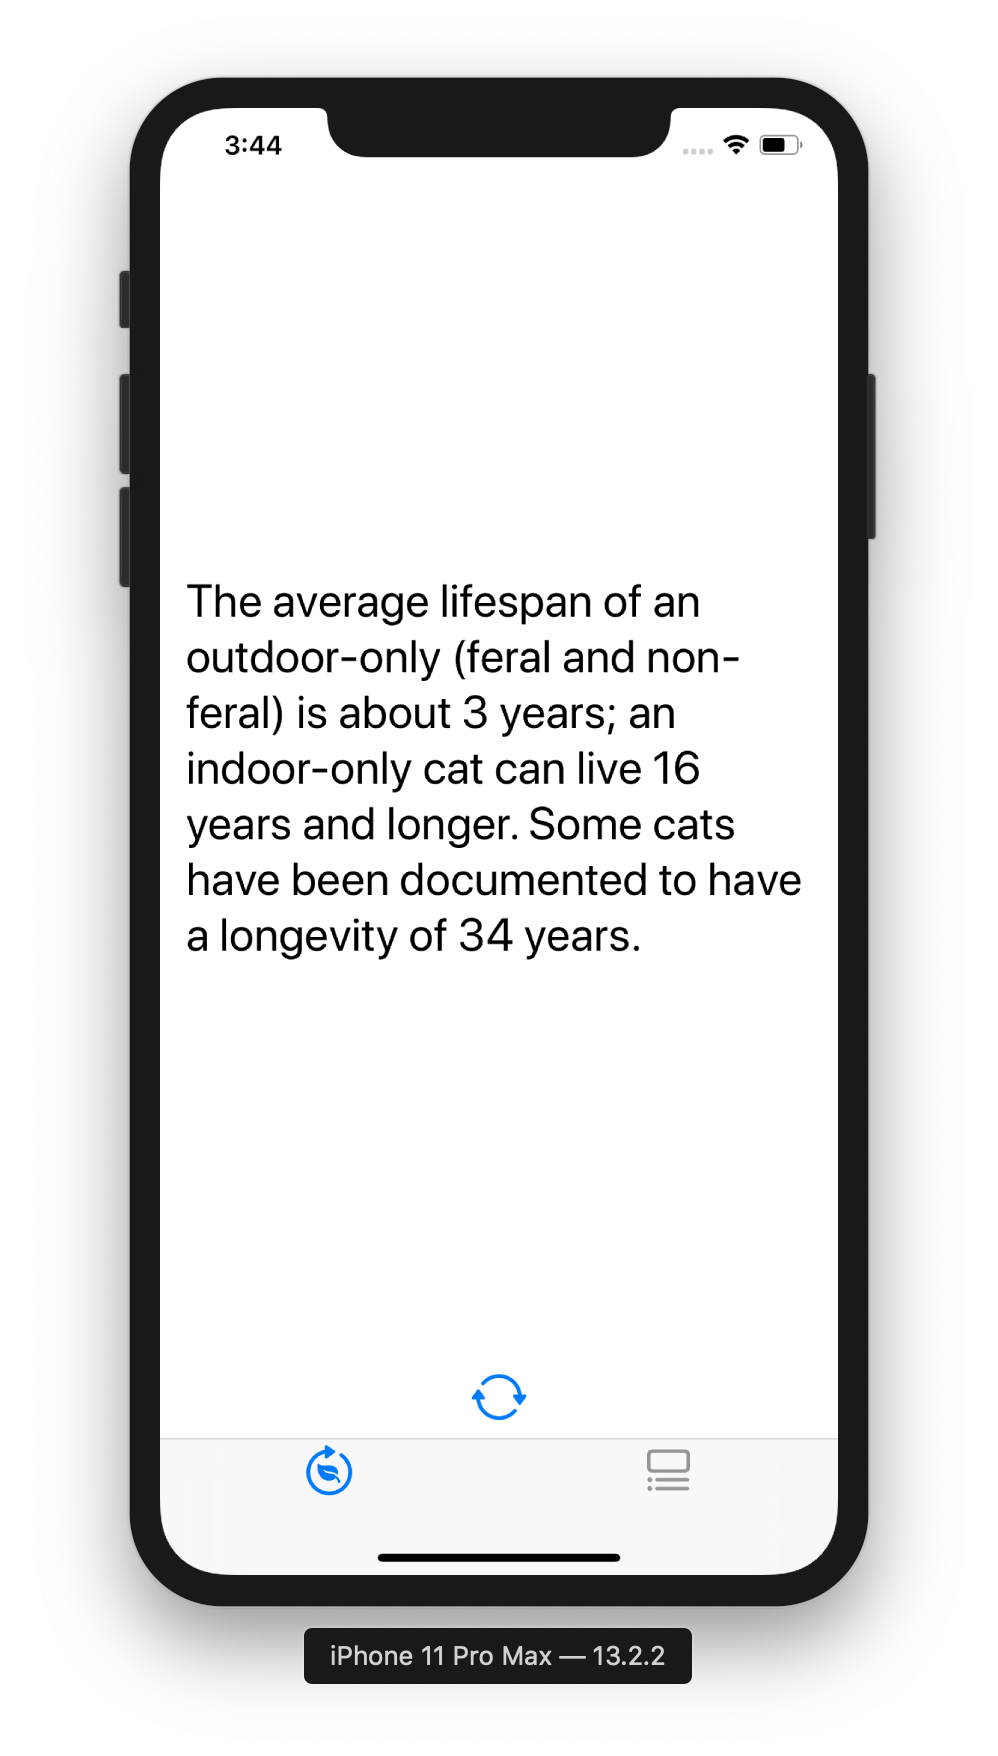 3:44
The average lifespan of an
outdoor-only (feral and non-
feral) is about 3 years; an
indoor-only cat can live 16
years and longer. Some cats
have been documented to have
a longevity of 34 years.
iPhone 11 Pro Max — 13.2.2